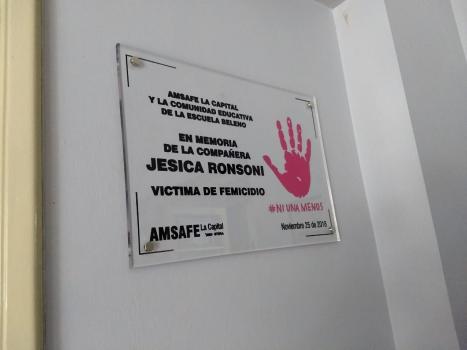 AMSAFE LA CAPITAL
Y LA COMUNIDAD EDUCATIVA
DE LA ESCUELA BELENO
EN MEMORIA
DE LA COMPAÑERA
JESICA RONSONI
VICTIMA DE FEMICIDIO
#NI UNA MENOS
AMSAFE La Capital
Noviembre 25 de 2016